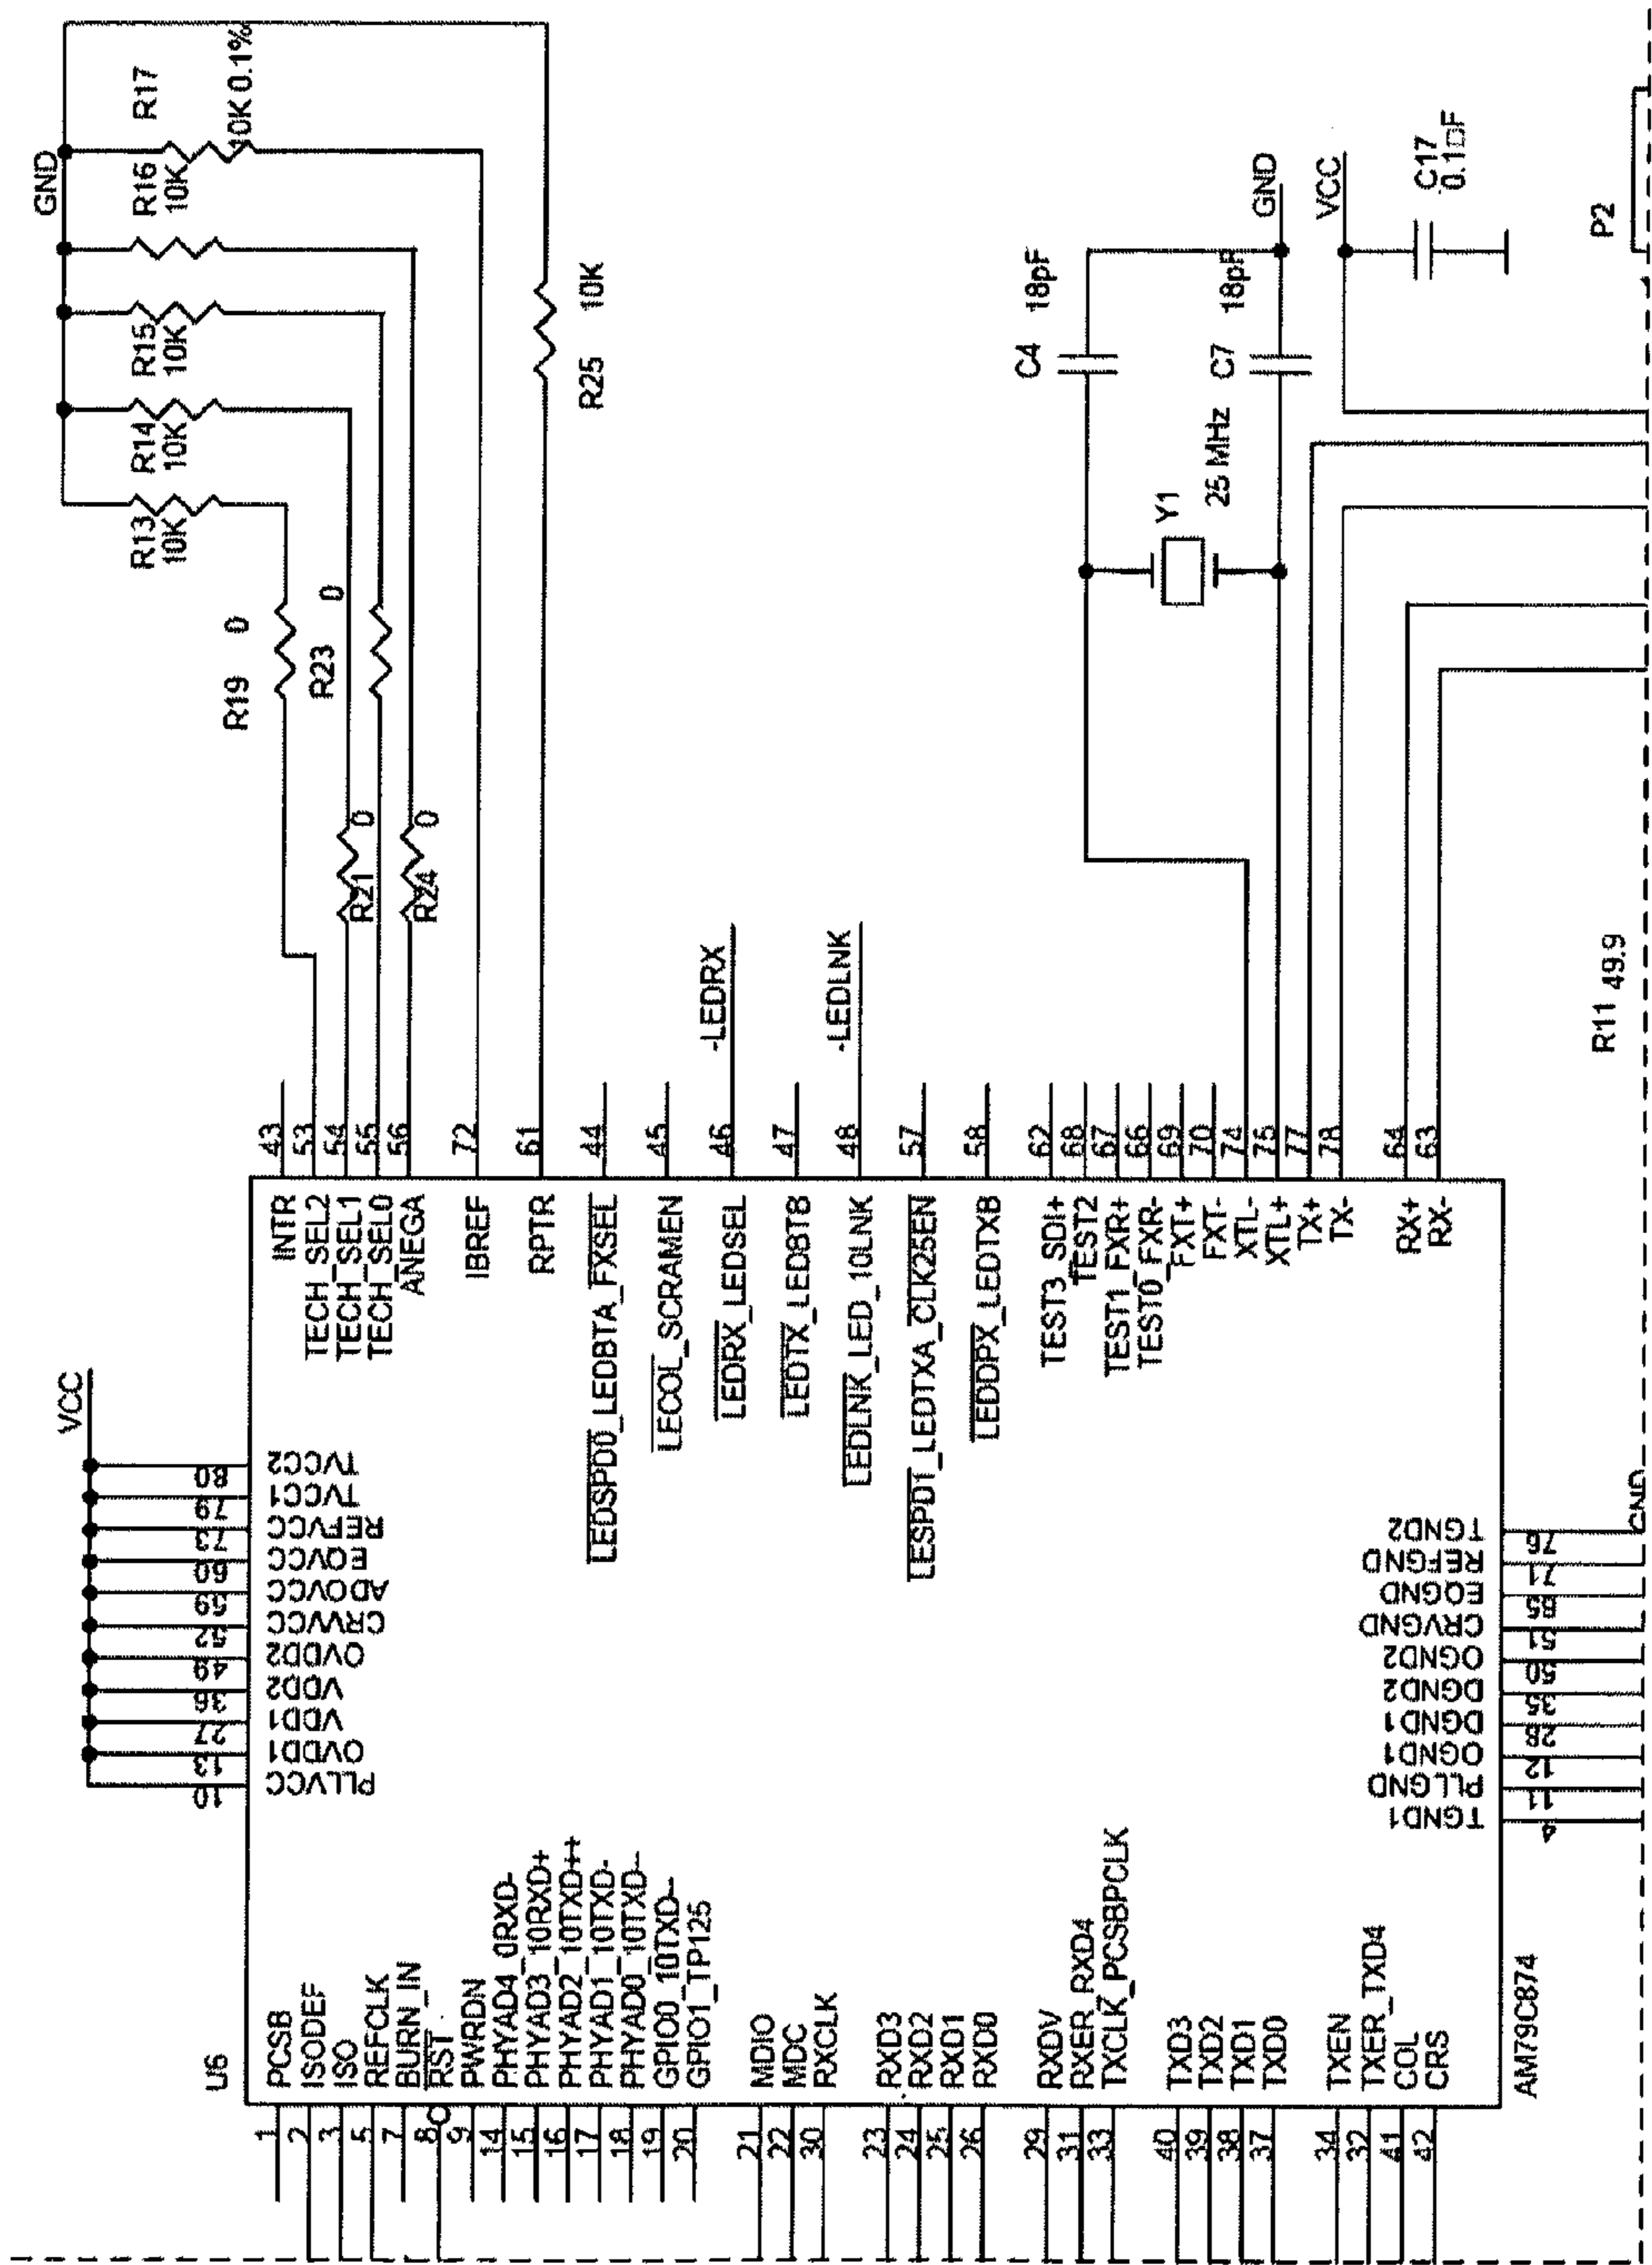 U6
1 PCSB
2 ISODEF
3 ISO
5 REFCLK
7 BURN_IN
8 RST
9 PWRDN
14 PHYAD4_0RXD-
15 PHYAD3_10RXD+
16 PHYAD2_10TXD++
17 PHYAD1_10TXD-
18 PHYAD0_10TXD--
19 GPIO0_10TXD--
20 GPIO1_TP125
21 MDIO
22 MDC
30 RXCLK
23 RXD3
24 RXD2
25 RXD1
26 RXD0
29 RXDV
31 RXER_RXD4
33 TXCLK_PCSBPCLK
40 TXD3
39 TXD2
38 TXD1
37 TXD0
34 TXEN
32 TXER_TXD4
41 COL
42 CRS
AM79C874
VCC
10 PLLVCC
13 OVDD1
27 VDD1
36 VDD2
49 OVDD2
52 CRVVCC
59 ADOVCC
60 EQVCC
73 REFVCC
79 TVCC1
80 TVCC2
4 TGND1
11 PLLGND
12 OGND1
28 DGND1
35 DGND2
50 OGND2
51 CRVGND
65 EQGND
71 REFGND
76 TGND2
GND
INTR 43
TECH_SEL2 53
TECH_SEL1 54
TECH_SEL0 55
ANEGA 56
IBREF 72
RPTR 61
LEDSPD0_LEDBTA_FXSEL 44
LECOL_SCRAMEN 45
LEDRX_LEDSEL 46
-LEDRX
LEDTX_LEDBTB 47
LEDLNK_LED_10LNK 48
-LEDLNK
LESPD1_LEDTXA_CLK25EN 57
LEDDPX_LEDTXB 58
TEST3_SDI+ 62
TEST2 68
TEST1_FXR+ 67
TEST0_FXR- 66
FXT+ 69
FXT- 70
XTL- 74
XTL+ 75
TX+ 77
TX- 78
RX+ 64
RX- 63
R19 0
R23 0
R21 0
R24 0
R13
10K
R14
10K
R15
10K
R16
10K
R17
10K 0.1%
GND
R25 10K
C4 18pF
Y1
25 MHz
C7 18pF
GND
VCC
C17
R11 49.9
P2